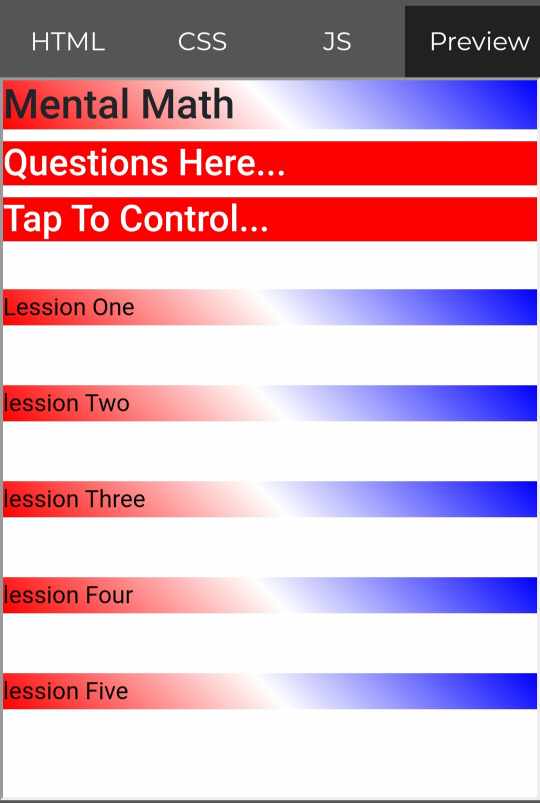 HTML CSS JS Preview
Mental Math
Questions Here...
Tap To Control...
Lession One
lession Two
lession Three
lession Four
lession Five